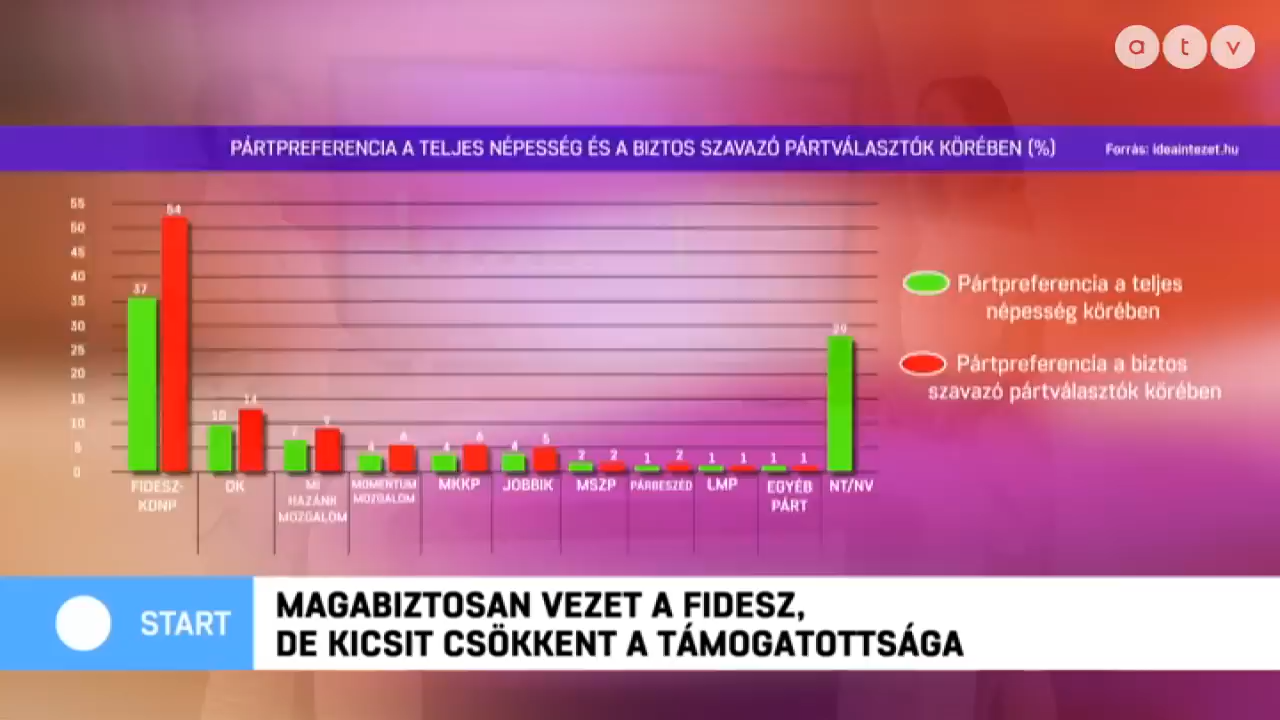 atv
PÁRTPREFERENCIA A TELJES NÉPESSÉG ÉS A BIZTOS SZAVAZÓ PÁRTVÁLASZTÓK KÖRÉBEN (%)
Forrás: ideaintezet.hu
55
50
45
40
35
30
25
20
15
10
5
0
37 54
10 14
7 9
4 6
4 6
4 5
2 2
1 2
1 1
1 1
29
FIDESZ-
KDNP
DK
MI
HAZÁNK
MOZGALOM
MOMENTUM
MOZGALOM
MKKP
JOBBIK
MSZP
PÁRBESZÉD
LMP
EGYÉB
PÁRT
NT/NV
Pártpreferencia a teljes
népesség körében
Pártpreferencia a biztos
szavazó pártválasztók körében
START
MAGABIZTOSAN VEZET A FIDESZ,
DE KICSIT CSÖKKENT A TÁMOGATOTTSÁGA